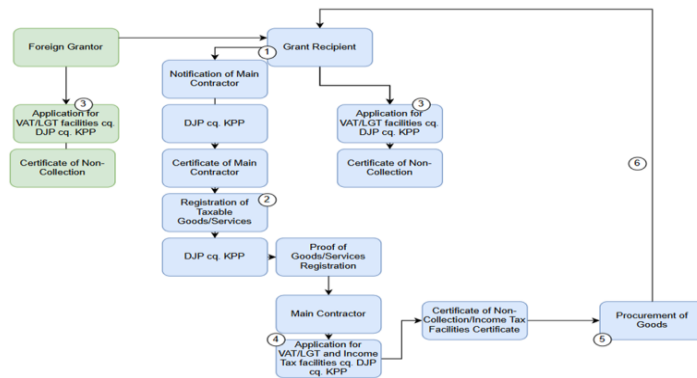 Foreign Grantor
1
Grant Recipient
Notification of Main
Contractor
3
Application for
VAT/LGT facilities cq.
DJP cq. KPP
DJP cq. KPP
3
Application for
VAT/LGT facilities cq.
DJP cq. KPP
Certificate of Non-
Collection
Certificate of Main
Contractor
Certificate of Non-
Collection
6
2
Registration of
Taxable
Goods/Services
DJP cq. KPP
Proof of
Goods/Services
Registration
Main Contractor
Certificate of Non-
Collection/Income Tax
Facilities Certificate
Procurement of
Goods
5
4
Application for
VAT/LGT and Income
Tax facilities cq. DJP
cq. KPP